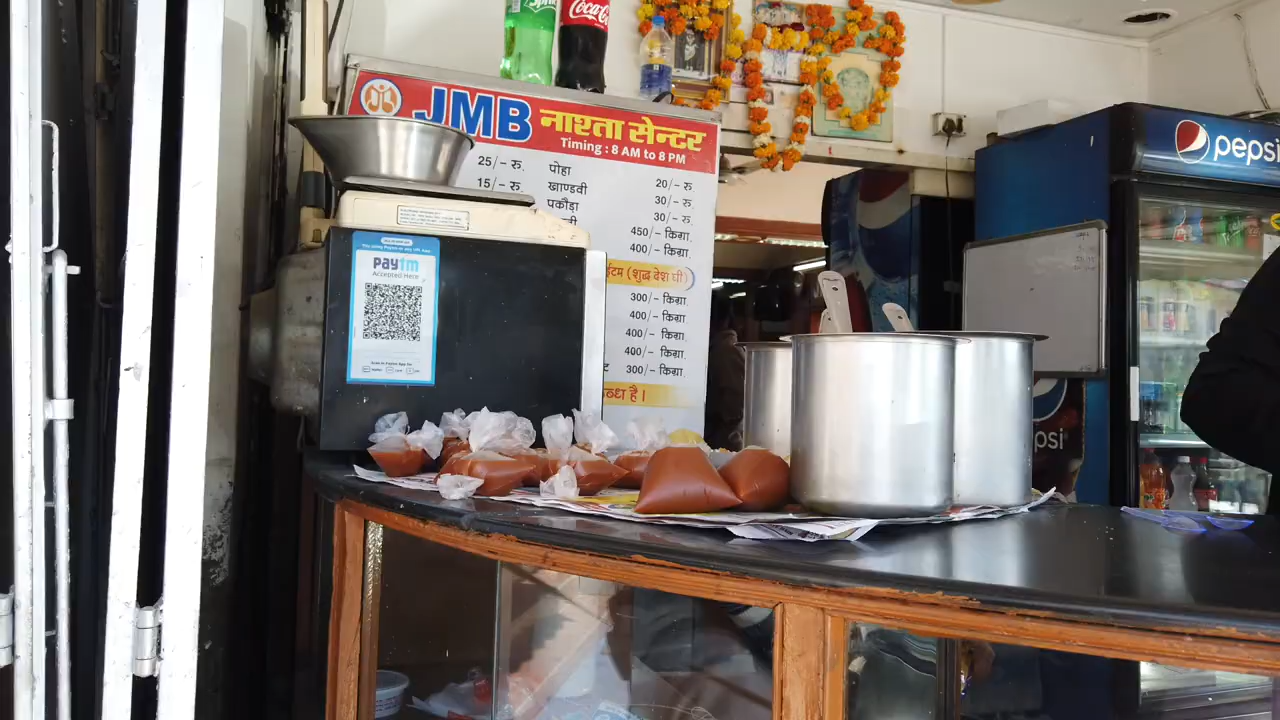 Sprite
Coca-Cola
JMB नाश्ता सेन्टर
Timing : 8 AM to 8 PM
25/- रु. पोहा 20/- रु
15/- रु. खाण्डवी 30/- रु
पकौड़ा 30/- रु
450/- किग्रा.
400/- किग्रा.
(शुद्ध देशी घी)
300/- किग्रा.
400/- किग्रा.
400/- किग्रा.
400/- किग्रा.
300/- किग्रा.
है।
paytm
Accepted Here
pepsi
psi